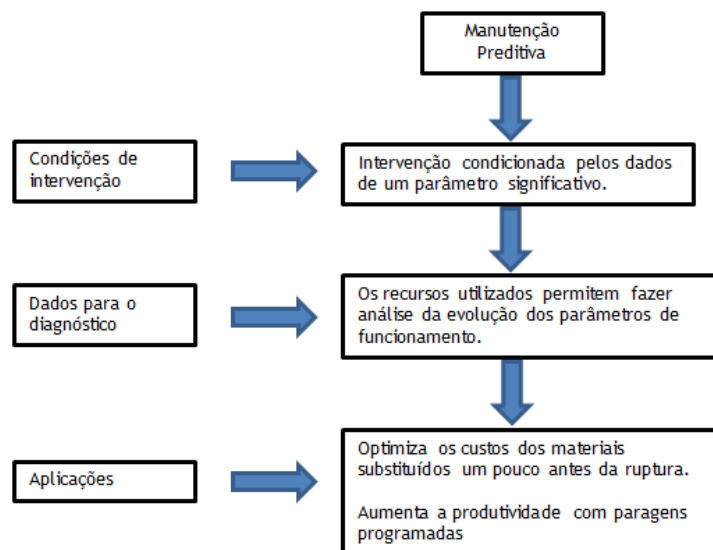 Manutenção
Preditiva
Condições de
intervenção
Intervenção condicionada pelos dados
de um parâmetro significativo.
Dados para o
diagnóstico
Os recursos utilizados permitem fazer
análise da evolução dos parâmetros de
funcionamento.
Aplicações
Optimiza os custos dos materiais
substituídos um pouco antes da ruptura.
Aumenta a produtividade com paragens
programadas